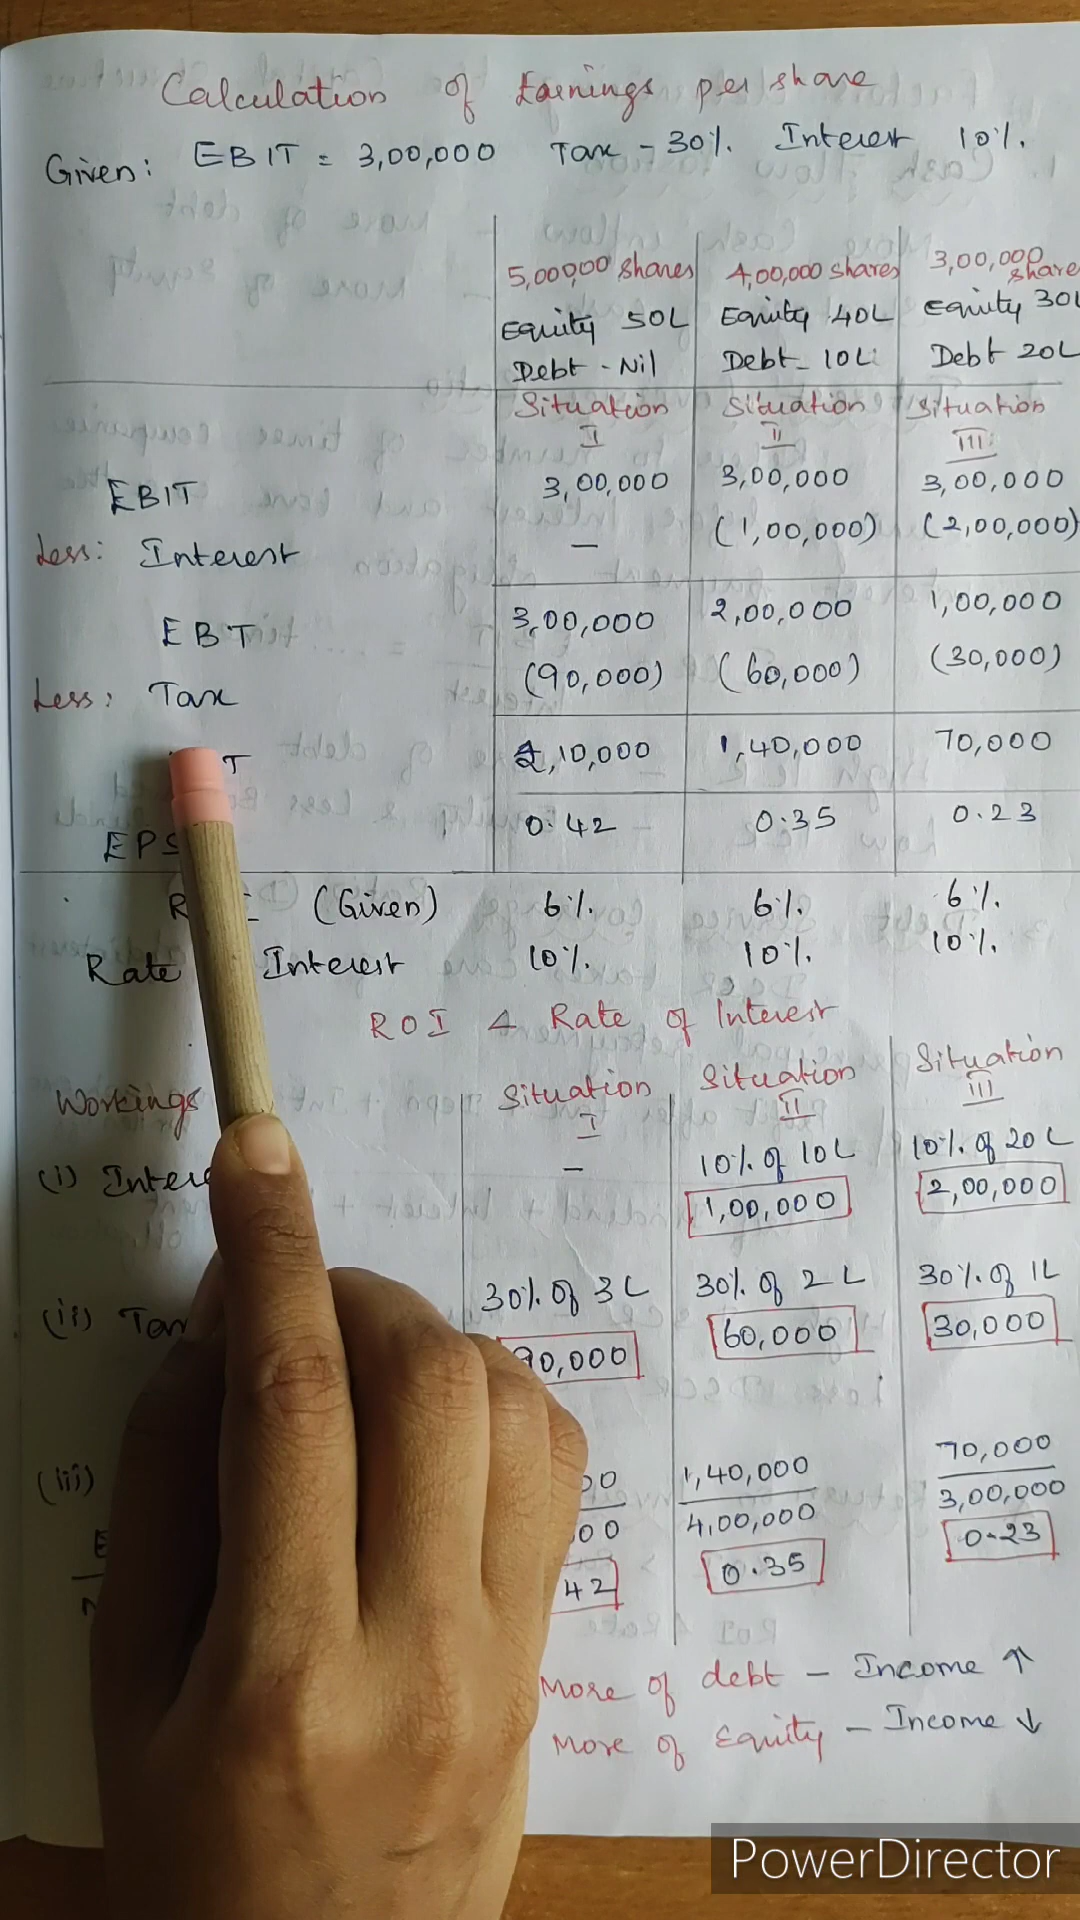 Calculation of Earnings per share
Given: EBIT = 3,00,000 Tax - 30% Interest 10%.
5,00,000 shares 4,00,000 shares 3,00,000 share
Equity 50L Equity 40L Equity 30L
Debt - Nil Debt - 10L Debt 20L
Situation I Situation II Situation III
EBIT 3,00,000 3,00,000 3,00,000
Less: Interest — (1,00,000) (2,00,000)
EBT 3,00,000 2,00,000 1,00,000
Less: Tax (90,000) (60,000) (30,000)
T 2,10,000 1,40,000 70,000
EPS 0.42 0.35 0.23
(Given) 6% 6% 6%
Rate Interest 10% 10% 10%
ROI < Rate of Interest
Workings Situation I Situation II Situation III
(i) Inter — 10% of 10L 10% of 20L
1,00,000 2,00,000
(ii) Tax 30% of 3L 30% of 2L 30% of 1L
90,000 60,000 30,000
(iii) 00 1,40,000 70,000
00 4,00,000 3,00,000
42 0.35 0.23
More of debt - Income ↑
More of Equity - Income ↓
PowerDirector